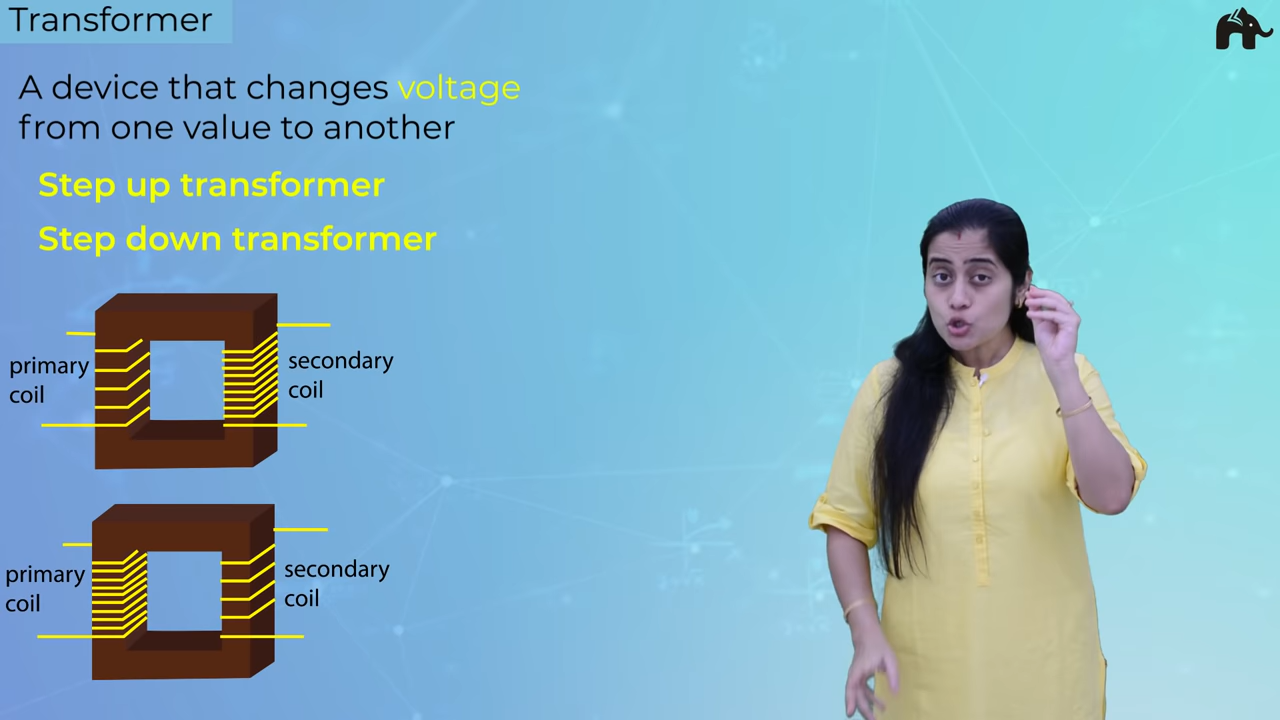 Transformer
A device that changes voltage
from one value to another
Step up transformer
Step down transformer
primary
coil
secondary
coil
primary
coil
secondary
coil